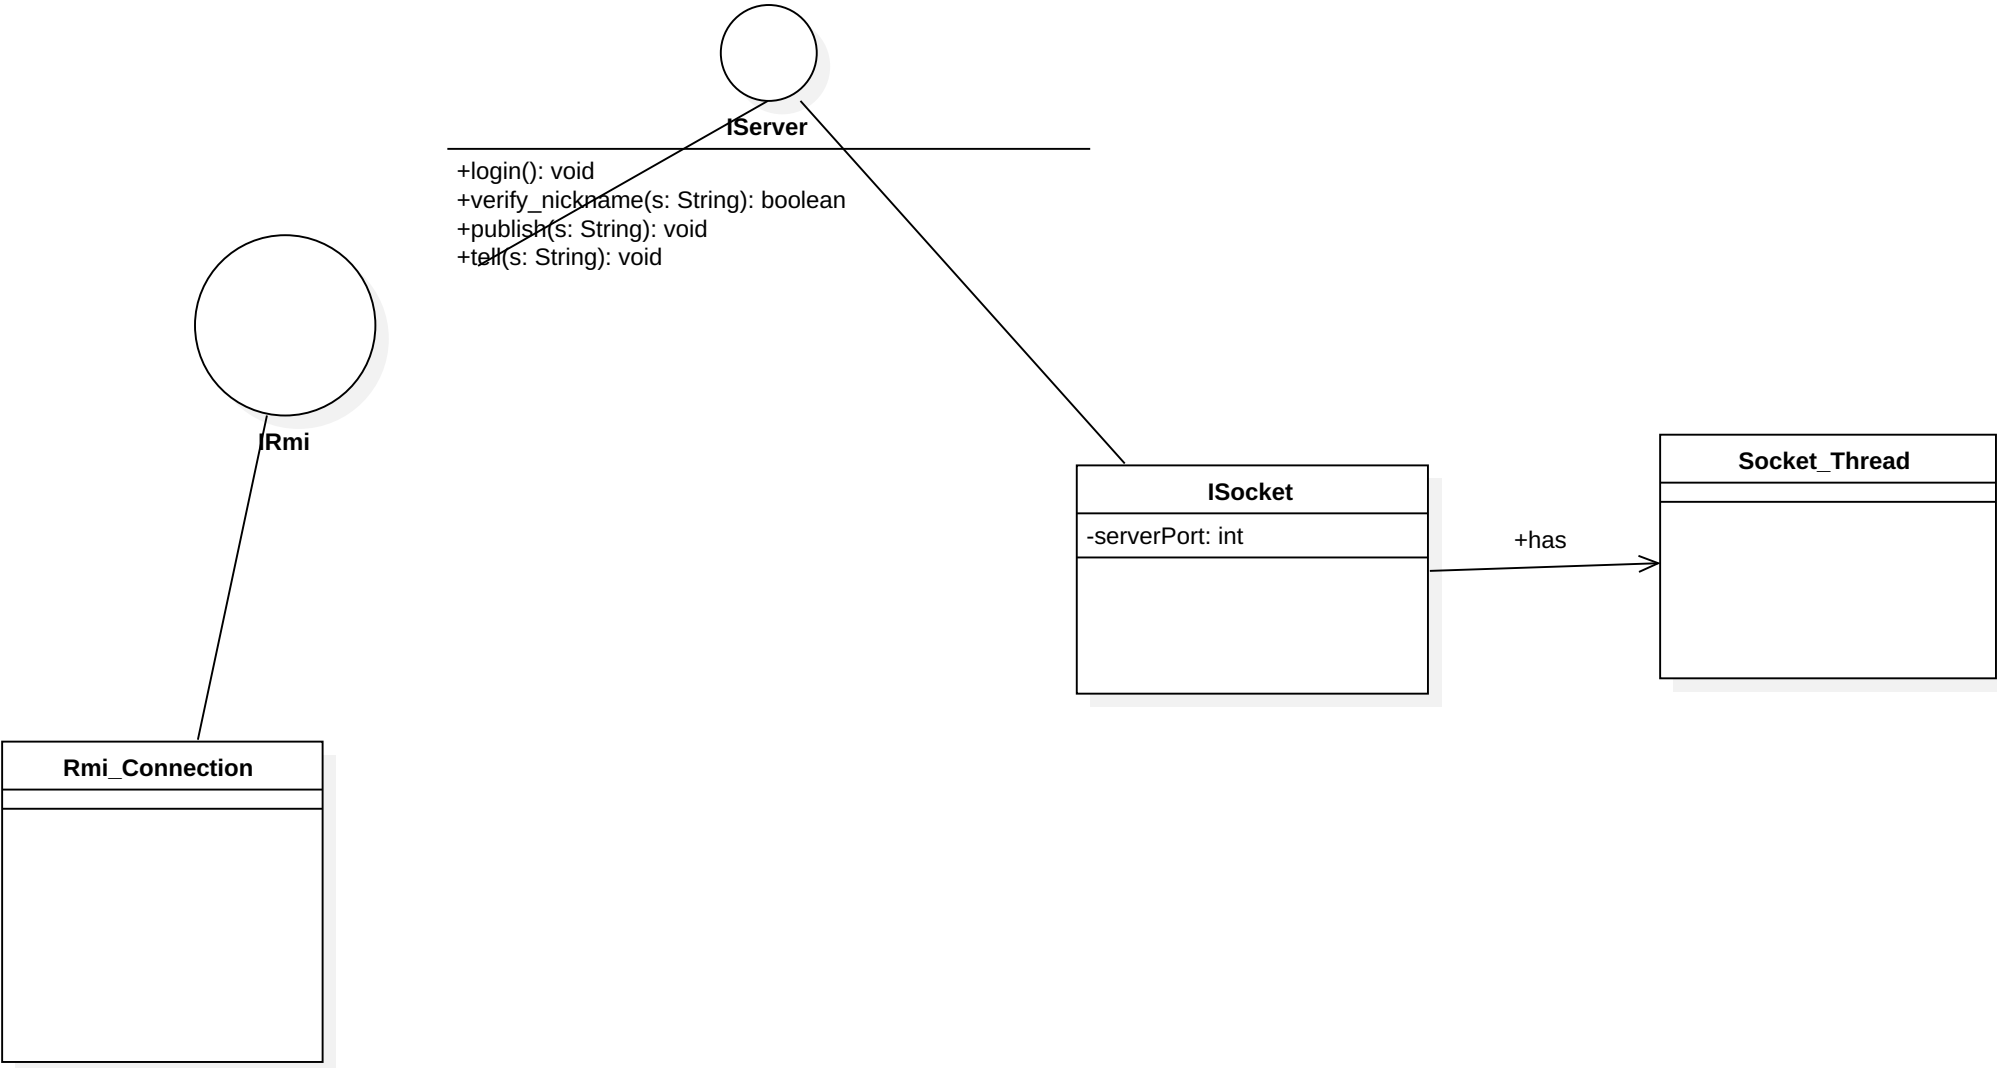 IServer
+login(): void
+verify_nickname(s: String): boolean
+publish(s: String): void
+tell(s: String): void
IRmi
ISocket
-serverPort: int
+has
Socket_Thread
Rmi_Connection